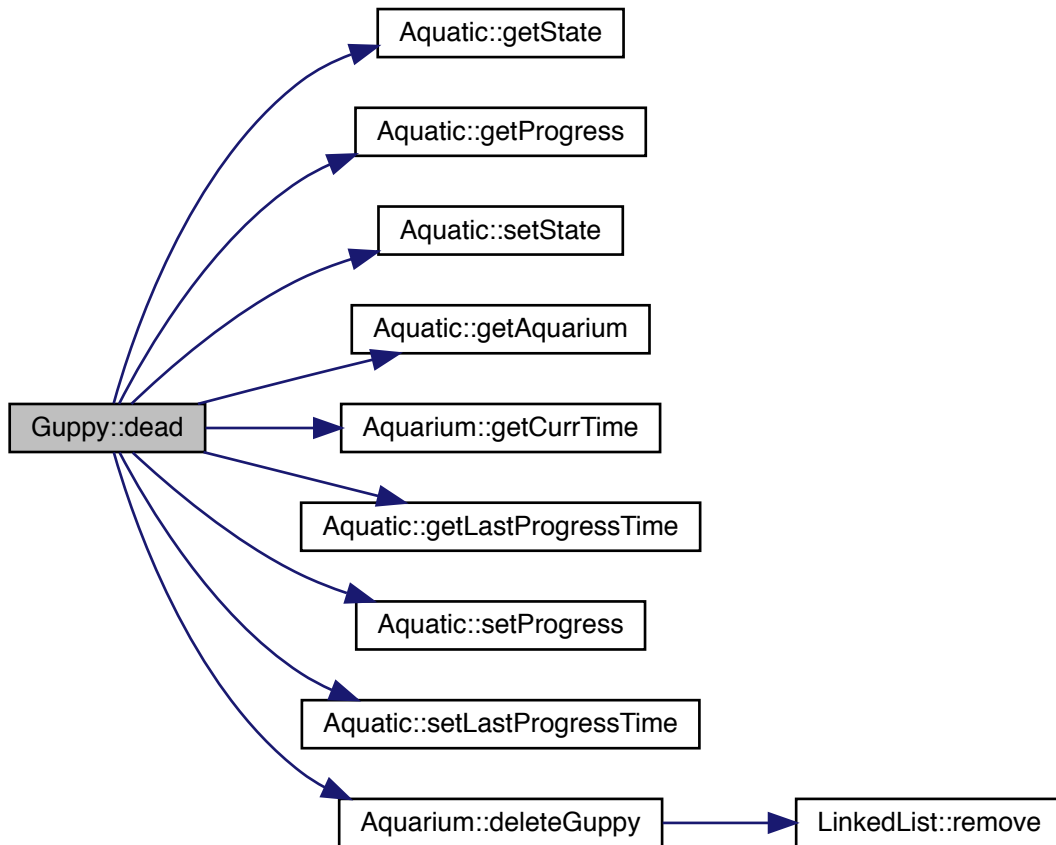 Aquatic::getState
Aquatic::getProgress
Aquatic::setState
Aquatic::getAquarium
Guppy::dead
Aquarium::getCurrTime
Aquatic::getLastProgressTime
Aquatic::setProgress
Aquatic::setLastProgressTime
Aquarium::deleteGuppy
LinkedList::remove